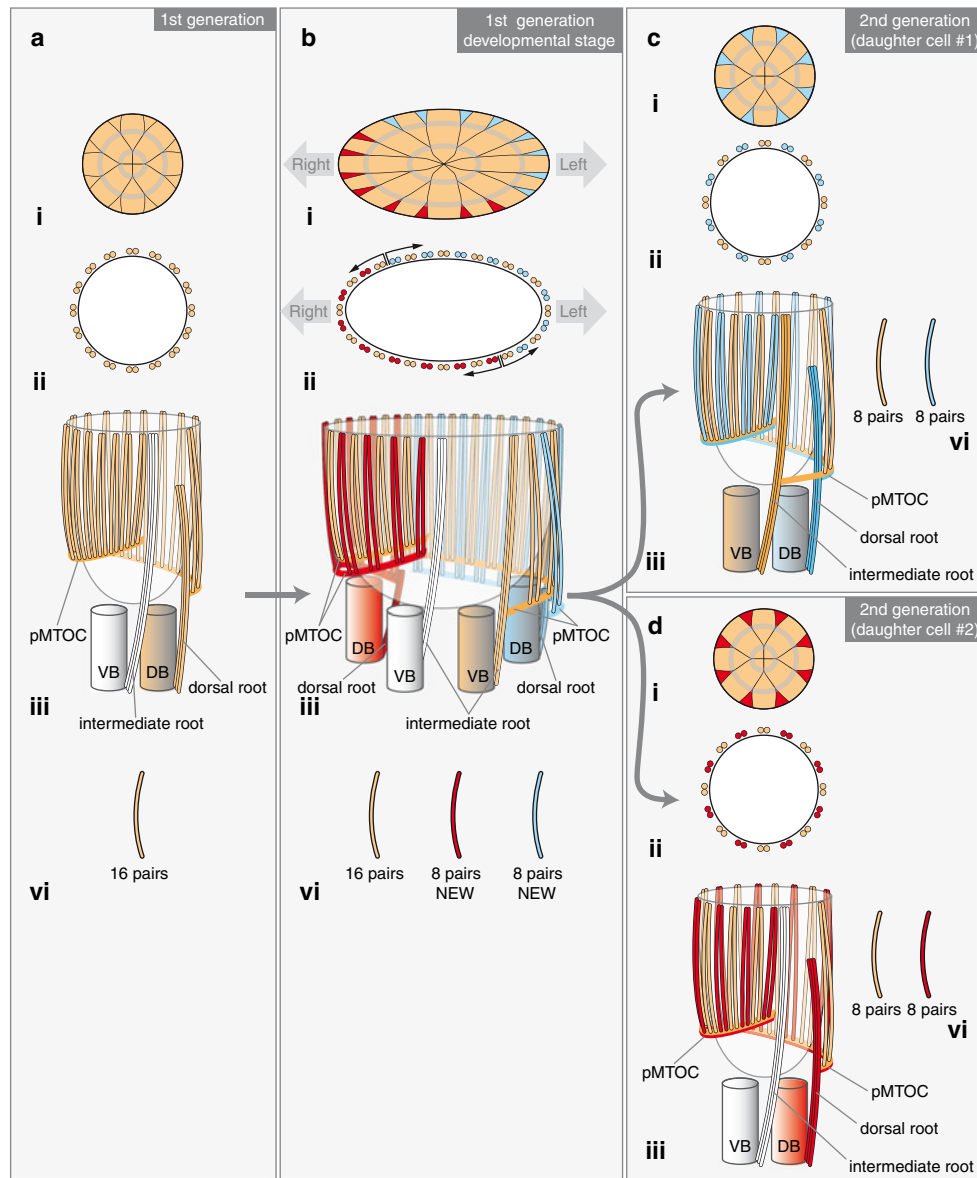 a
1st generation
i
ii
pMTOC
VB
DB
dorsal root
iii
intermediate root
16 pairs
vi
b
1st generation
developmental stage
Right
Left
i
Right
Left
ii
pMTOC
pMTOC
DB
VB
VB
DB
dorsal root
dorsal root
iii
intermediate root
16 pairs
8 pairs
NEW
8 pairs
NEW
vi
c
2nd generation
(daughter cell #1)
i
ii
8 pairs
8 pairs
vi
pMTOC
VB
DB
dorsal root
iii
intermediate root
d
2nd generation
(daughter cell #2)
i
ii
8 pairs
8 pairs
vi
pMTOC
pMTOC
VB
DB
dorsal root
iii
intermediate root